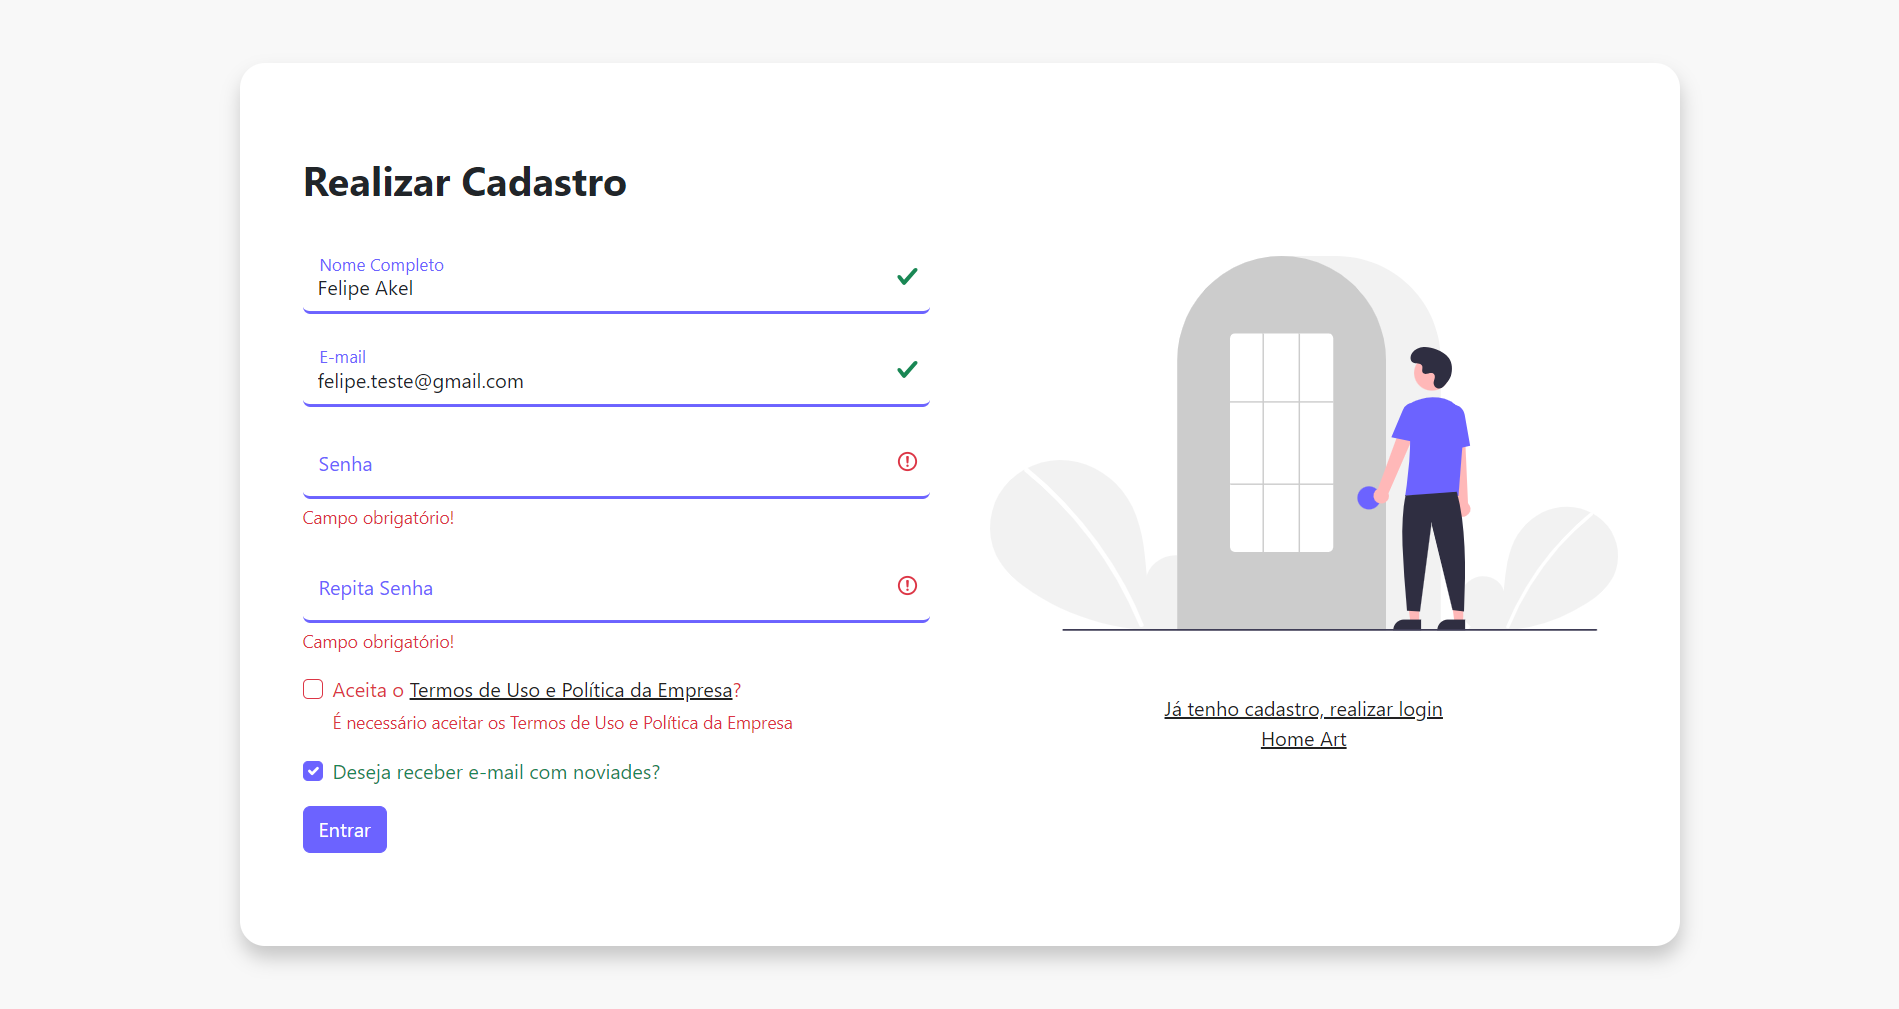 Realizar Cadastro
Nome Completo
Felipe Akel
E-mail
felipe.teste@gmail.com
Senha
Campo obrigatório!
Repita Senha
Campo obrigatório!
Aceita o Termos de Uso e Política da Empresa?
É necessário aceitar os Termos de Uso e Política da Empresa
Deseja receber e-mail com noviades?
Entrar
Já tenho cadastro, realizar login
Home Art